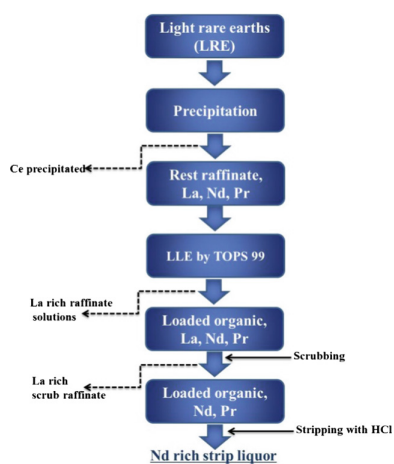 Light rare earths
(LRE)
Precipitation
Ce precipitated
Rest raffinate,
La, Nd, Pr
LLE by TOPS 99
La rich raffinate
solutions
Loaded organic,
La, Nd, Pr
Scrubbing
La rich
scrub raffinate
Loaded organic,
Nd, Pr
Stripping with HCl
Nd rich strip liquor